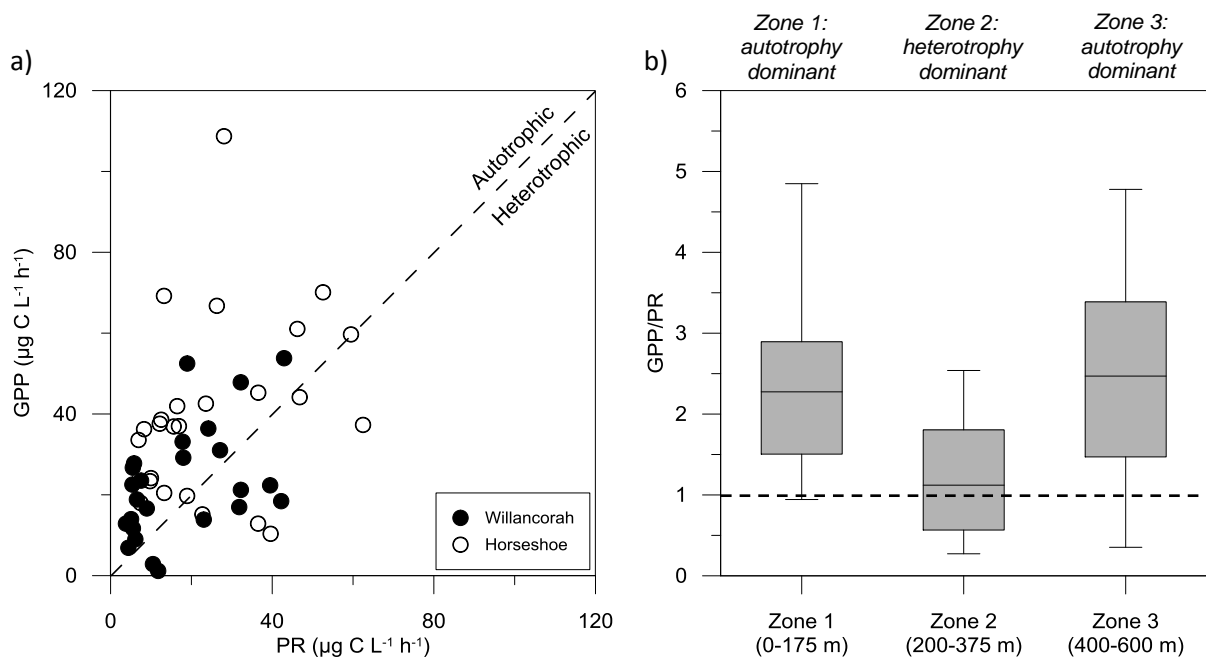 a)
120
80
40
0
GPP (µg C L⁻¹ h⁻¹)
0
40
80
120
PR (µg C L⁻¹ h⁻¹)
Autotrophic
Heterotrophic
Willancorah
Horseshoe
b)
Zone 1:
autotrophy
dominant
Zone 2:
heterotrophy
dominant
Zone 3:
autotrophy
dominant
6
5
4
3
2
1
0
GPP/PR
Zone 1
(0-175 m)
Zone 2
(200-375 m)
Zone 3
(400-600 m)